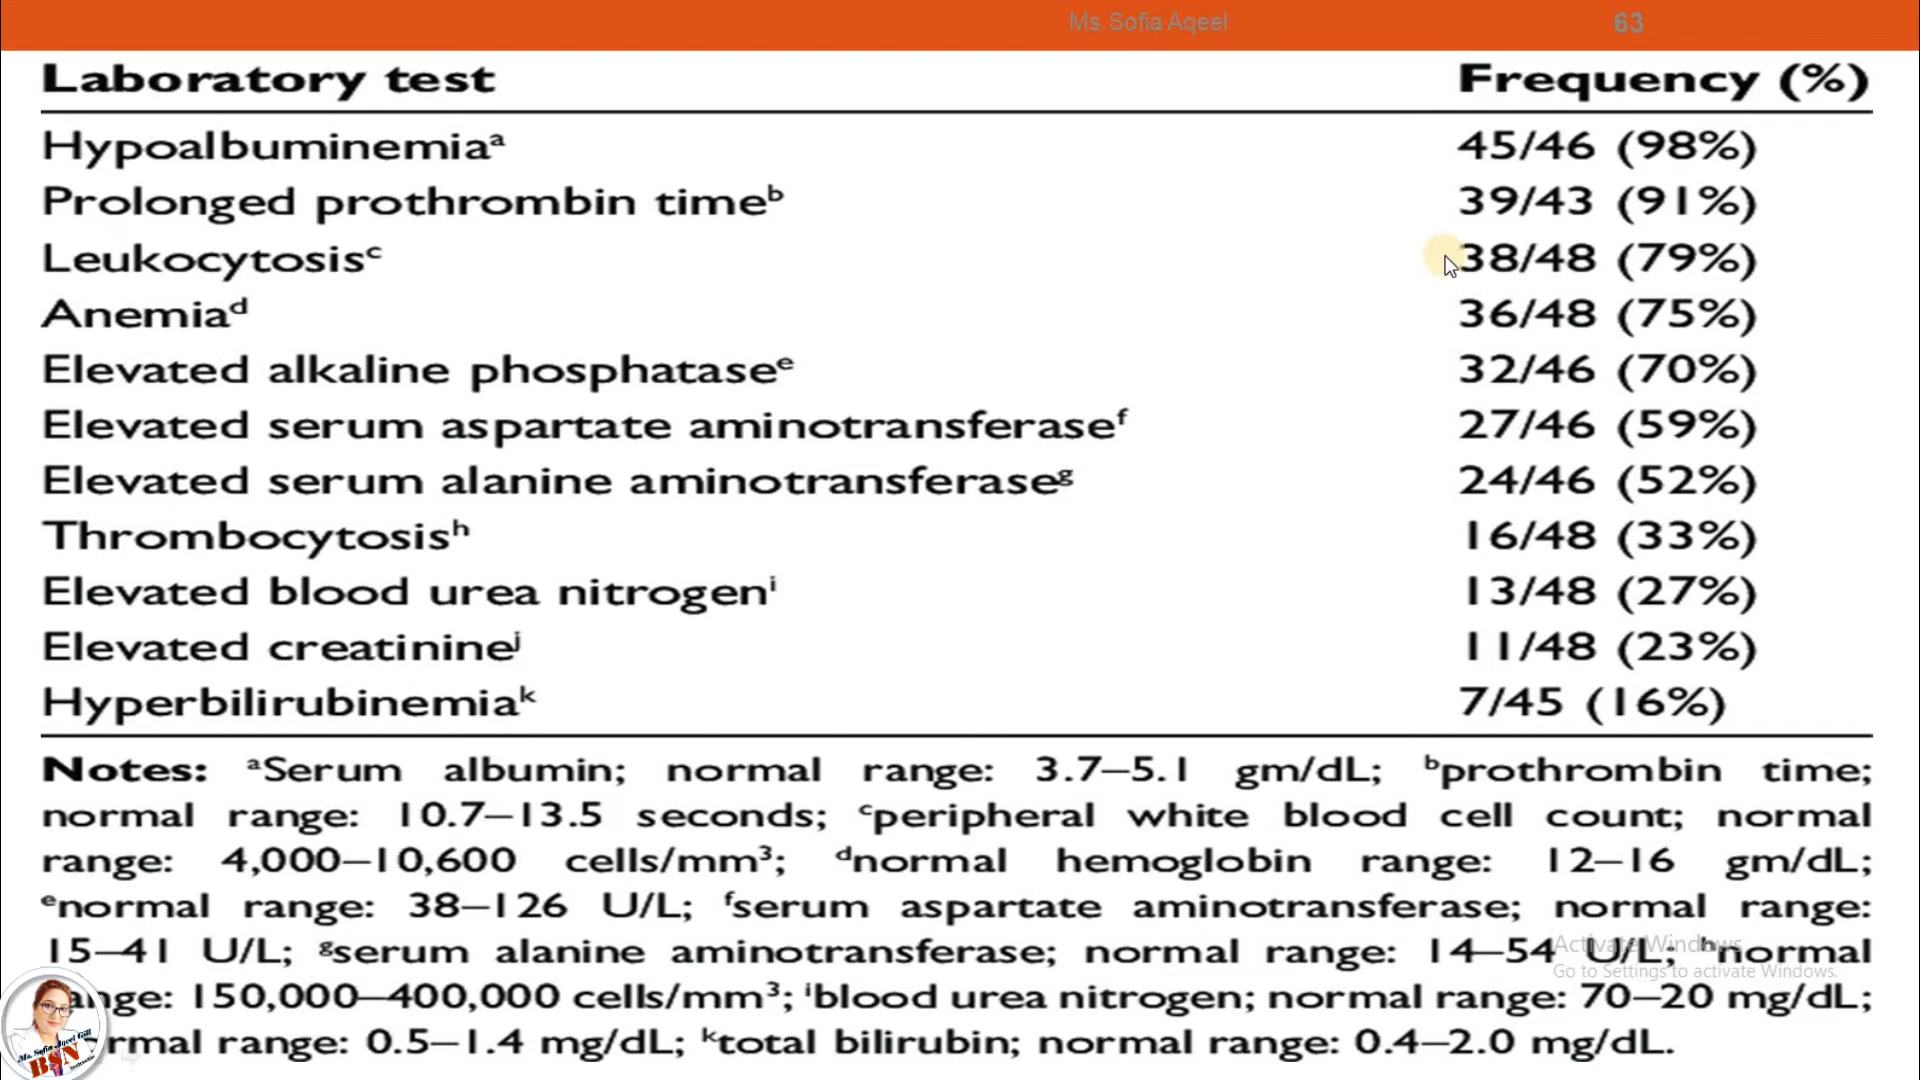 Ms.Sofia Aqeel 63
Laboratory test Frequency (%)
Hypoalbuminemiaᵃ 45/46 (98%)
Prolonged prothrombin timeᵇ 39/43 (91%)
Leukocytosisᶜ 38/48 (79%)
Anemiaᵈ 36/48 (75%)
Elevated alkaline phosphataseᵉ 32/46 (70%)
Elevated serum aspartate aminotransferaseᶠ 27/46 (59%)
Elevated serum alanine aminotransferaseᵍ 24/46 (52%)
Thrombocytosisʰ 16/48 (33%)
Elevated blood urea nitrogenⁱ 13/48 (27%)
Elevated creatinineʲ 11/48 (23%)
Hyperbilirubinemiaᵏ 7/45 (16%)
Notes: ᵃSerum albumin; normal range: 3.7–5.1 gm/dL; ᵇprothrombin time;
normal range: 10.7–13.5 seconds; ᶜperipheral white blood cell count; normal
range: 4,000–10,600 cells/mm³; ᵈnormal hemoglobin range: 12–16 gm/dL;
ᵉnormal range: 38–126 U/L; ᶠserum aspartate aminotransferase; normal range:
15–41 U/L; ᵍserum alanine aminotransferase; normal range: 14–54 U/L; ʰnormal
ange: 150,000–400,000 cells/mm³; ⁱblood urea nitrogen; normal range: 70–20 mg/dL;
rmal range: 0.5–1.4 mg/dL; ᵏtotal bilirubin; normal range: 0.4–2.0 mg/dL.
Activate Windows
Go to Settings to activate Windows.
Ms. Sofia Aqeel Gill
BSN